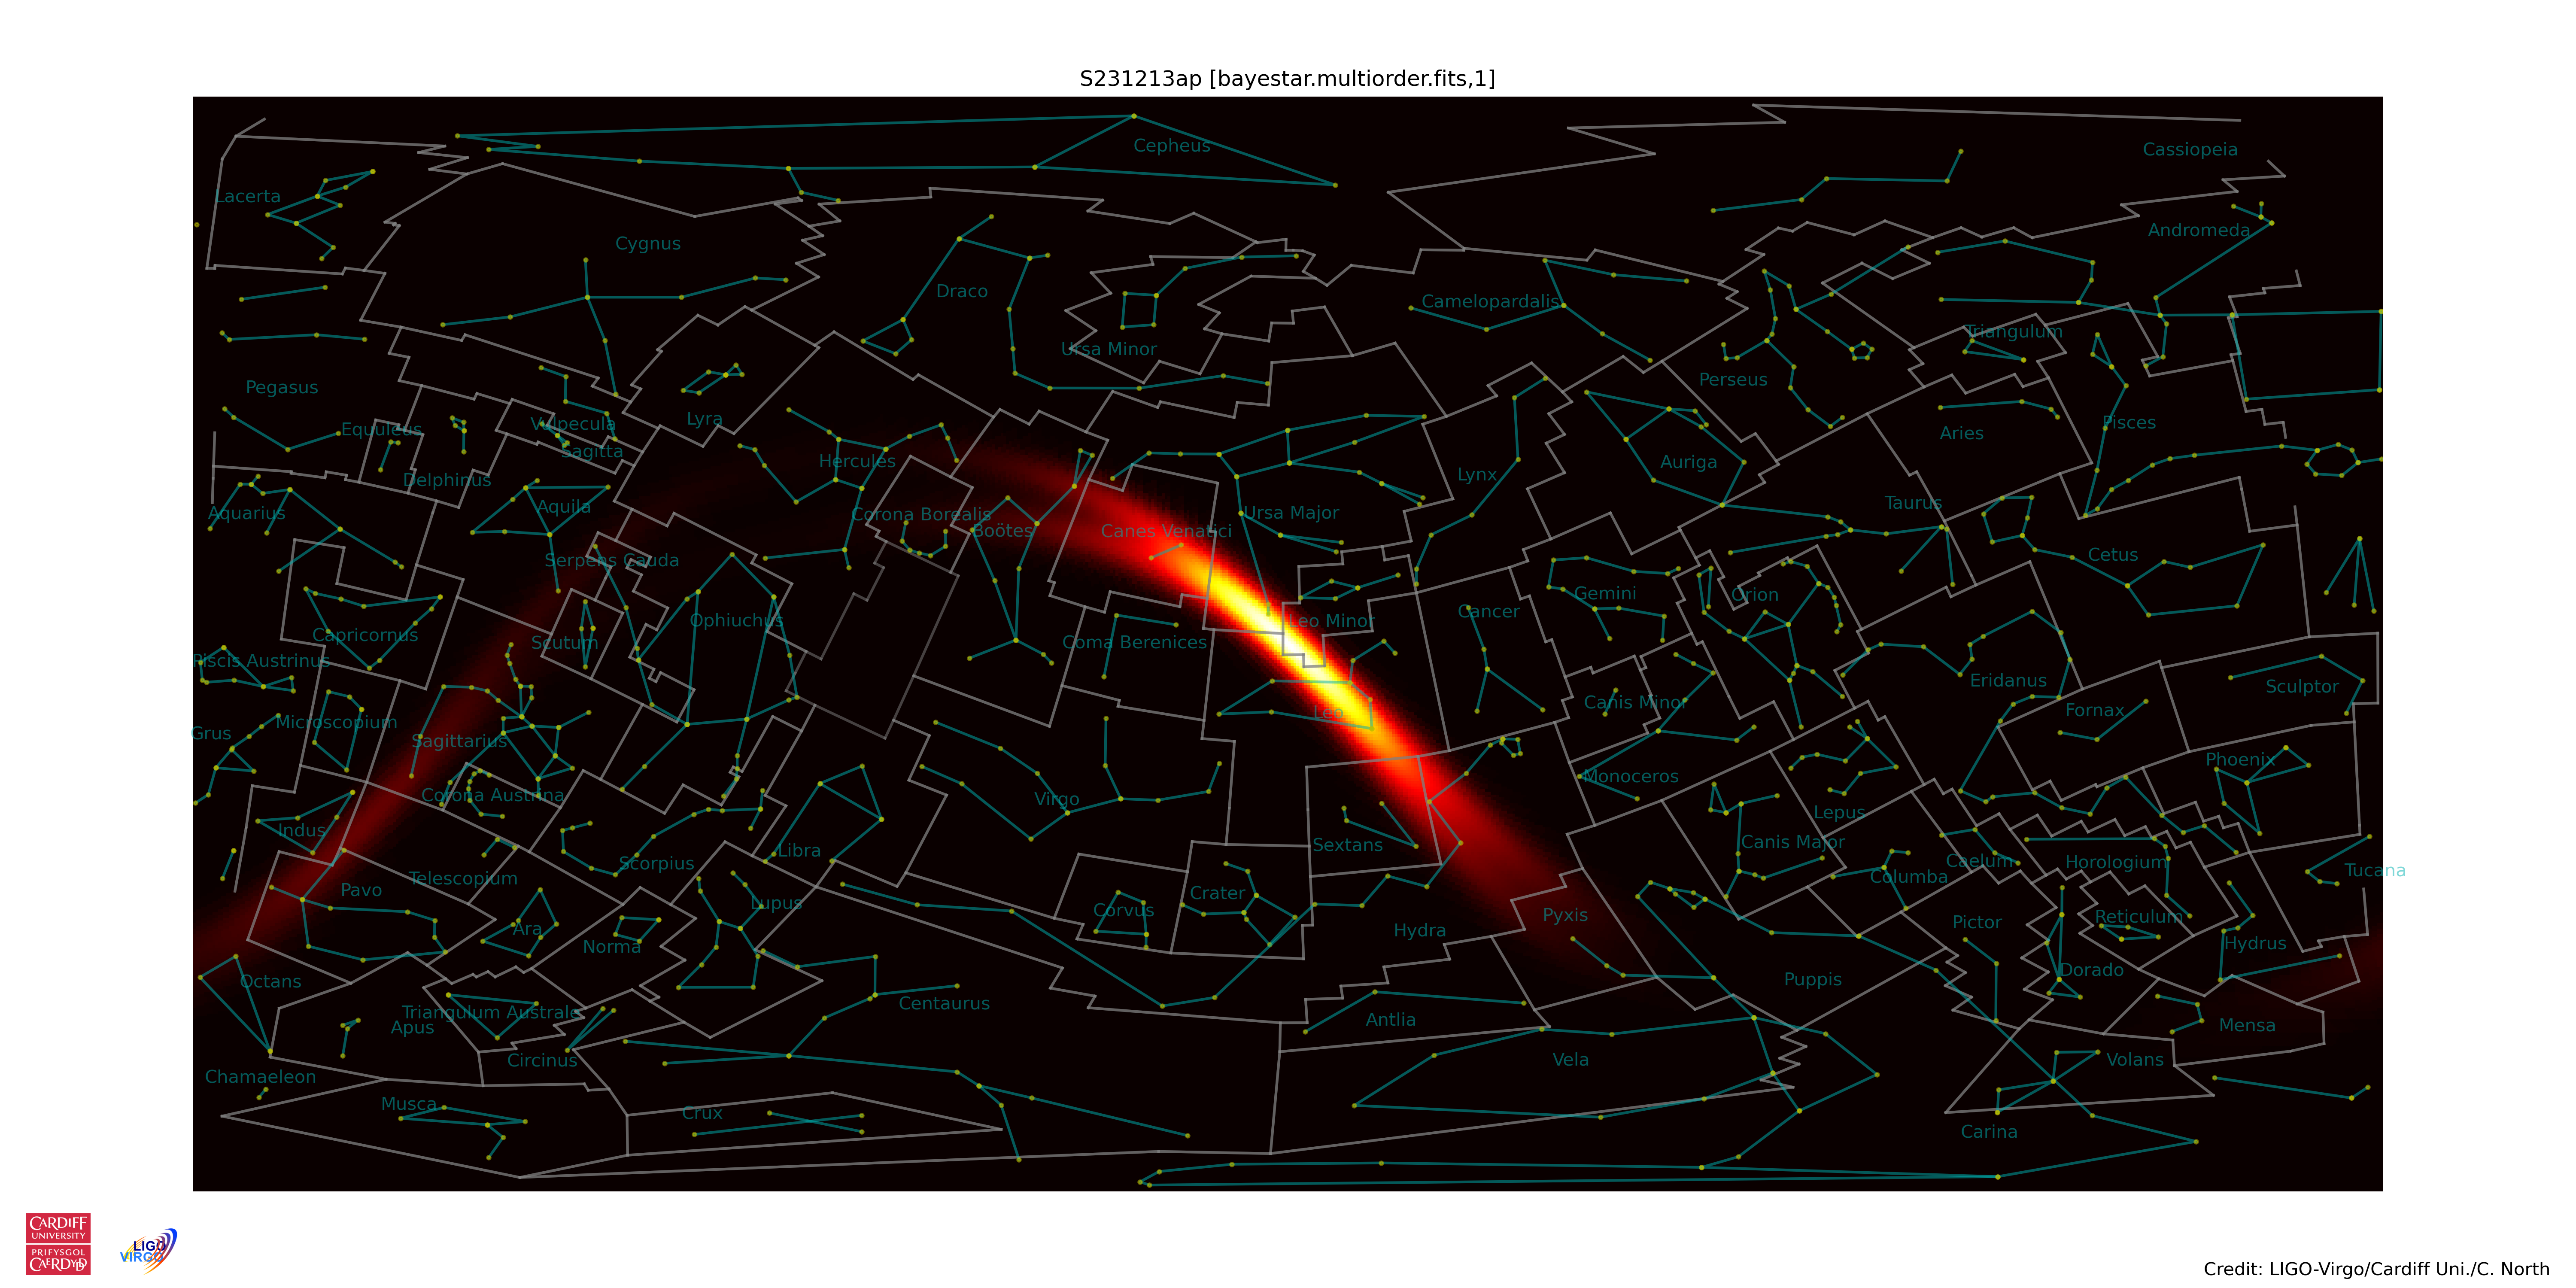 S231213ap [bayestar.multiorder.fits,1]
Cepheus
Cassiopeia
Lacerta
Andromeda
Cygnus
Draco
Camelopardalis
Triangulum
Ursa Minor
Perseus
Pegasus
Lyra
Vulpecula
Equuleus
Pisces
Aries
Sagitta
Hercules
Auriga
Lynx
Delphinus
Taurus
Aquila
Aquarius
Corona Borealis
Ursa Major
Boötes
Canes Venatici
Cetus
Serpens Cauda
Gemini
Orion
Cancer
Ophiuchus
Leo Minor
Capricornus
Scutum
Coma Berenices
Piscis Austrinus
Eridanus
Sculptor
Canis Minor
Fornax
Leo
Microscopium
Grus
Sagittarius
Phoenix
Monoceros
Corona Austrina
Virgo
Lepus
Indus
Canis Major
Sextans
Libra
Scorpius
Caelum
Horologium
Tucana
Columba
Telescopium
Pavo
Crater
Lupus
Corvus
Pyxis
Reticulum
Pictor
Ara
Hydra
Norma
Hydrus
Dorado
Octans
Puppis
Centaurus
Triangulum Australe
Antlia
Mensa
Apus
Circinus
Vela
Volans
Chamaeleon
Musca
Crux
Carina
CARDIFF
UNIVERSITY
PRIFYSGOL
CAERDYDD
LIGO
VIRGO
Credit: LIGO-Virgo/Cardiff Uni./C. North